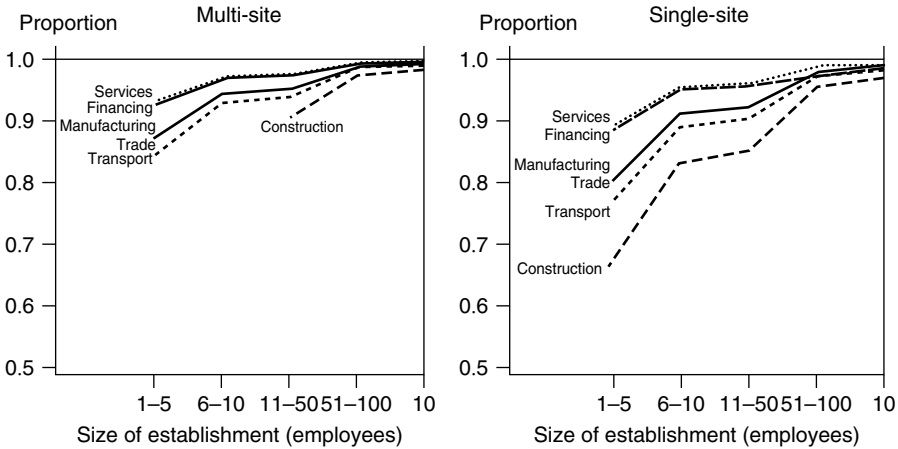 Multi-site
Proportion
1.0
0.9
0.8
0.7
0.6
0.5
Services
Financing
Manufacturing
Trade
Transport
Construction
1–5 6–10 11–50 51–100 10
Size of establishment (employees)
Single-site
Proportion
1.0
0.9
0.8
0.7
0.6
0.5
Services
Financing
Manufacturing
Trade
Transport
Construction
1–5 6–10 11–50 51–100 10
Size of establishment (employees)